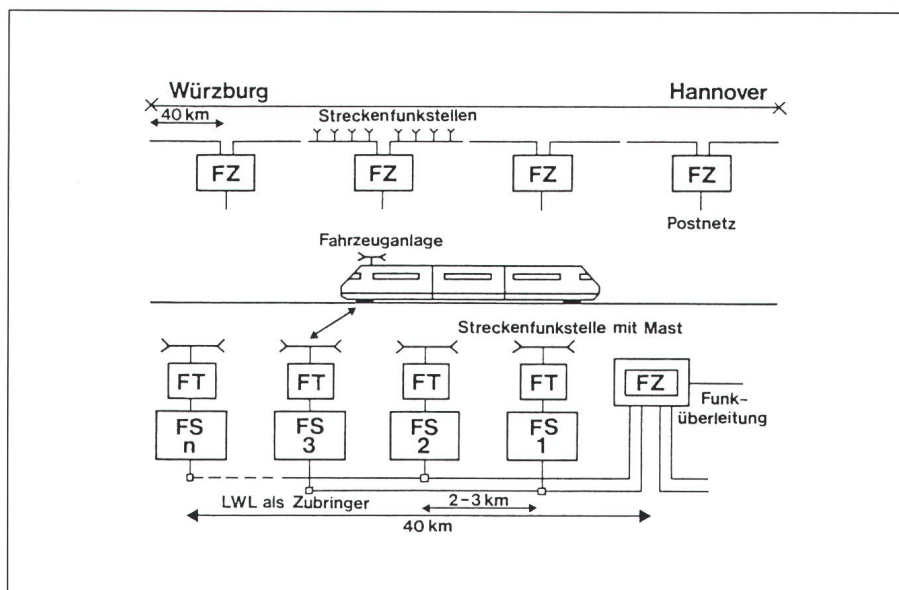 Würzburg Hannover
40 km Streckenfunkstellen
FZ FZ FZ FZ
Postnetz
Fahrzeuganlage
Streckenfunkstelle mit Mast
FT FT FT FT FZ
Funk-
überleitung
FS FS FS FS
n 3 2 1
LWL als Zubringer 2-3 km
40 km